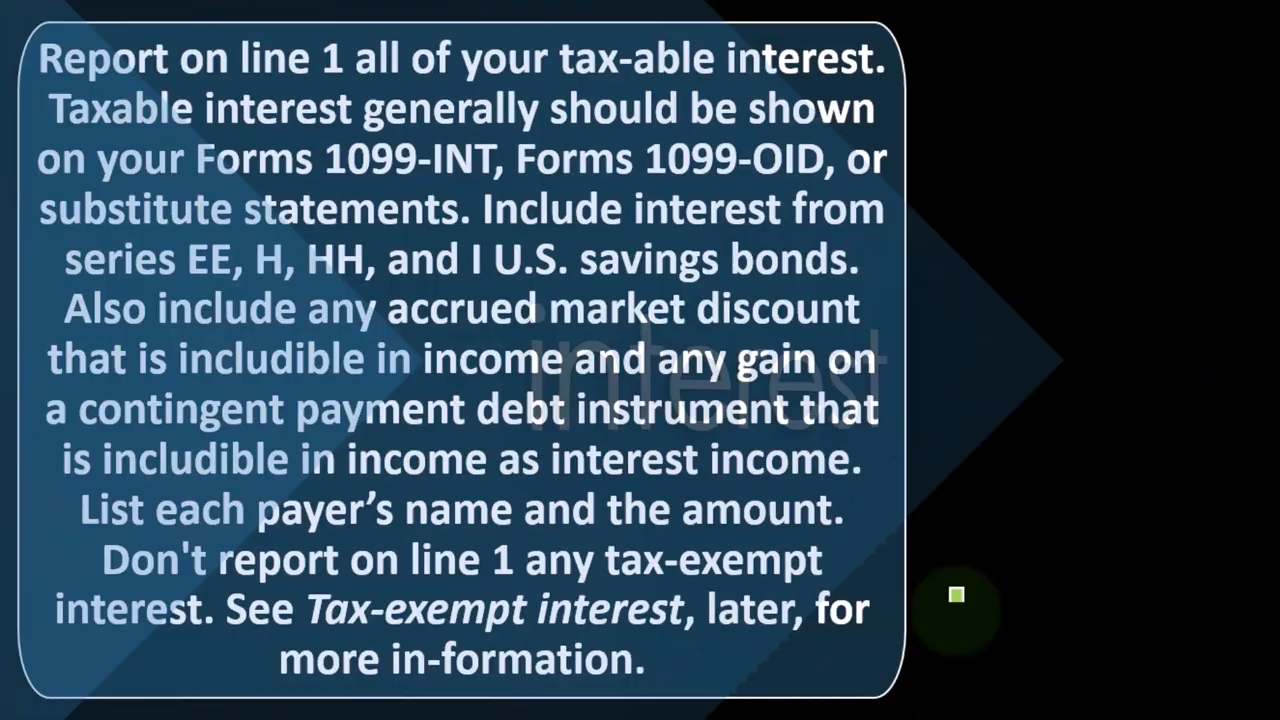 Report on line 1 all of your tax-able interest.
Taxable interest generally should be shown
on your Forms 1099-INT, Forms 1099-OID, or
substitute statements. Include interest from
series EE, H, HH, and I U.S. savings bonds.
Also include any accrued market discount
that is includible in income and any gain on
a contingent payment debt instrument that
is includible in income as interest income.
List each payer’s name and the amount.
Don't report on line 1 any tax-exempt
interest. See Tax-exempt interest, later, for
more in-formation.
interest